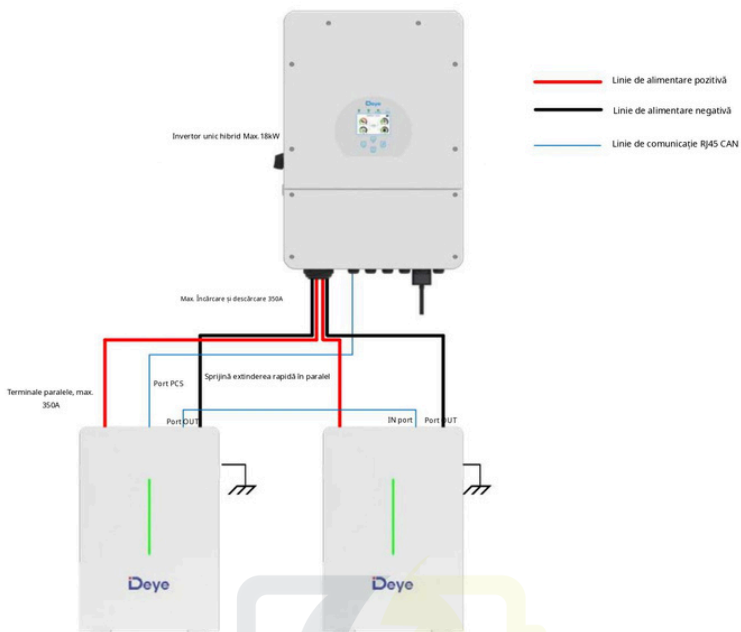 Deye
Linie de alimentare pozitivă
Linie de alimentare negativă
Invertor unic hibrid Max. 18kW
Linie de comunicație RJ45 CAN
Max. Încărcare și descărcare 350A
Port PCS
Sprijină extinderea rapidă în paralel
Terminale paralele, max.
350A
Port OUT
IN port
Port OUT
Deye
Deye